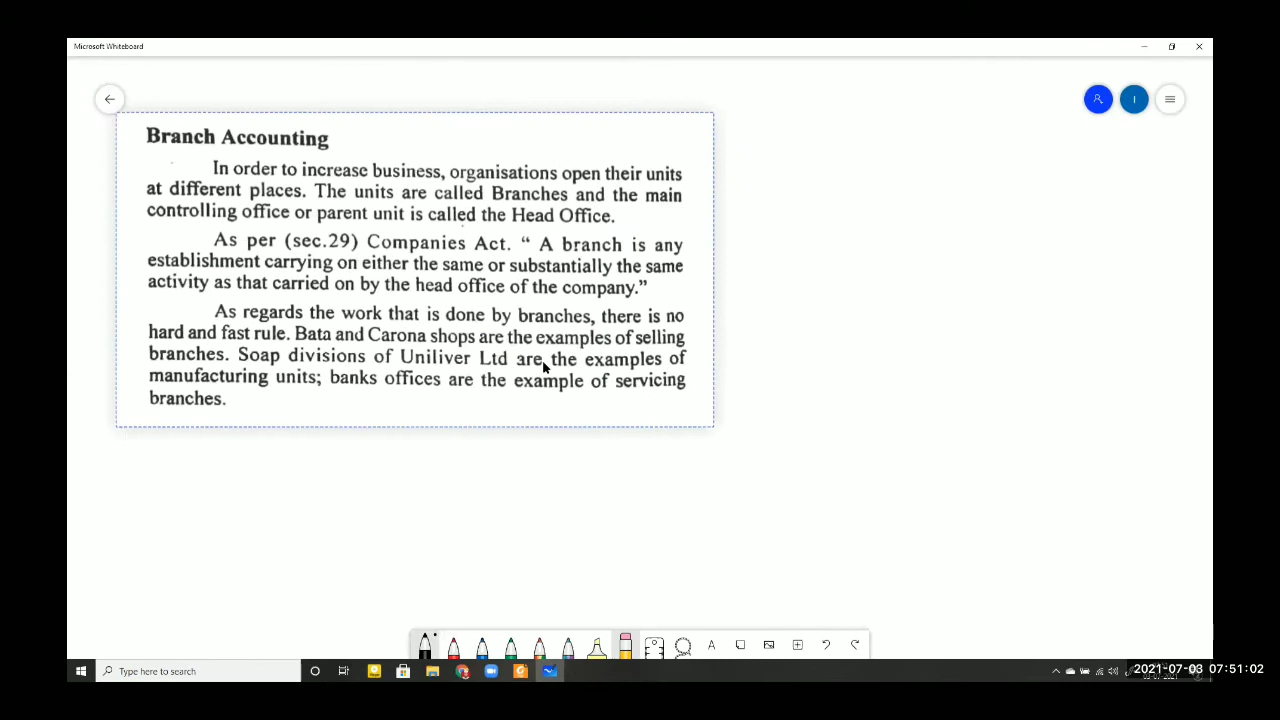 Microsoft Whiteboard
Branch Accounting
In order to increase business, organisations open their units
at different places. The units are called Branches and the main
controlling office or parent unit is called the Head Office.
As per (sec.29) Companies Act. “ A branch is any
establishment carrying on either the same or substantially the same
activity as that carried on by the head office of the company.”
As regards the work that is done by branches, there is no
hard and fast rule. Bata and Carona shops are the examples of selling
branches. Soap divisions of Uniliver Ltd are the examples of
manufacturing units; banks offices are the example of servicing
branches.
Type here to search
2021-07-03 07:51:02